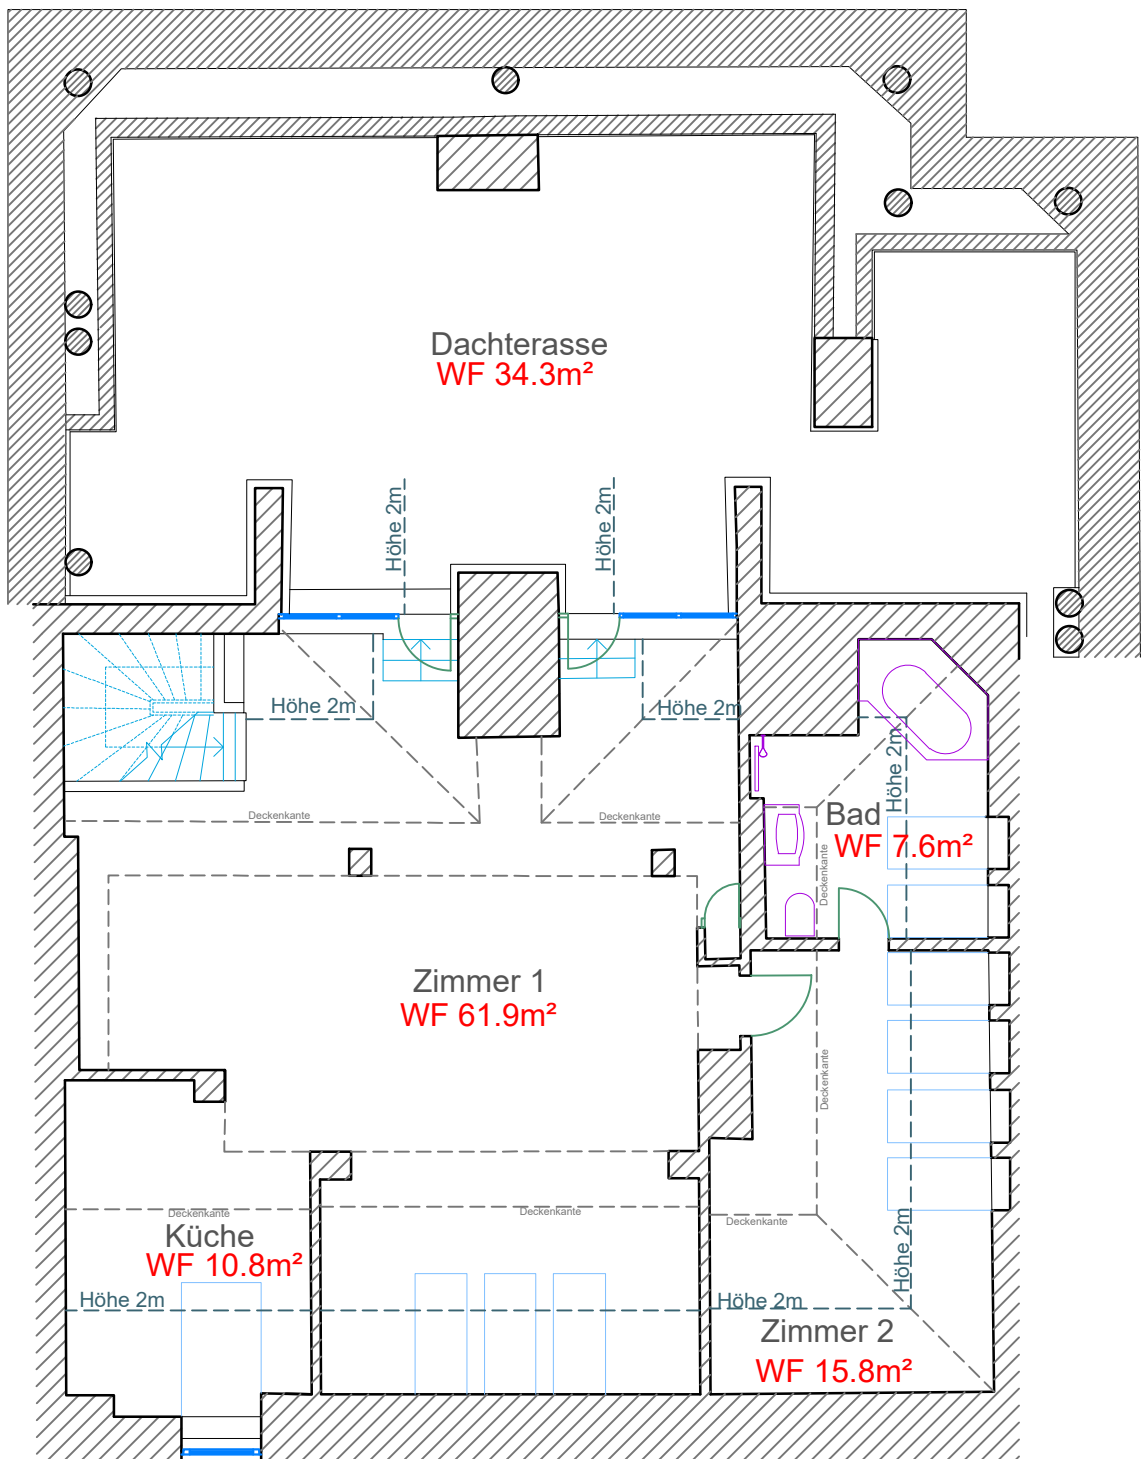 Dachterasse
WF 34.3m²
Höhe 2m
Höhe 2m
Höhe 2m
Höhe 2m
Deckenkante
Deckenkante
Höhe 2m
Bad
WF 7.6m²
Deckenkante
Zimmer 1
WF 61.9m²
Deckenkante
Deckenkante
Küche
WF 10.8m²
Deckenkante
Deckenkante
Höhe 2m
Höhe 2m
Höhe 2m
Zimmer 2
WF 15.8m²